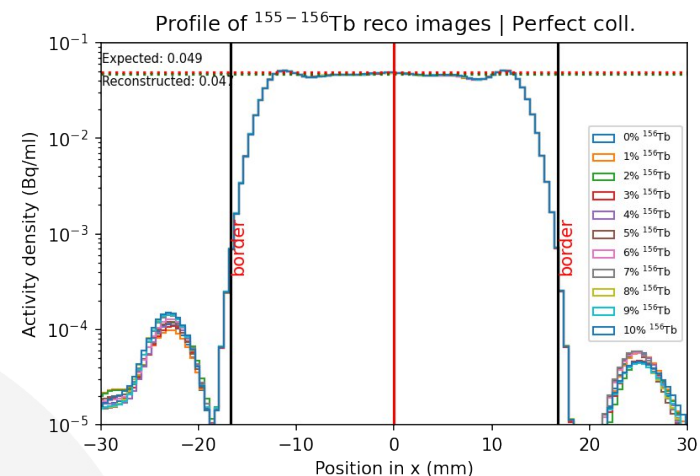 Profile of ¹⁵⁵⁻¹⁵⁶Tb reco images | Perfect coll.
10⁻¹
Expected: 0.049
Reconstructed: 0.047
10⁻²
10⁻³
10⁻⁴
10⁻⁵
Activity density (Bq/ml)
border
border
0% ¹⁵⁶Tb
1% ¹⁵⁶Tb
2% ¹⁵⁶Tb
3% ¹⁵⁶Tb
4% ¹⁵⁶Tb
5% ¹⁵⁶Tb
6% ¹⁵⁶Tb
7% ¹⁵⁶Tb
8% ¹⁵⁶Tb
9% ¹⁵⁶Tb
10% ¹⁵⁶Tb
−30 −20 −10 0 10 20 30
Position in x (mm)